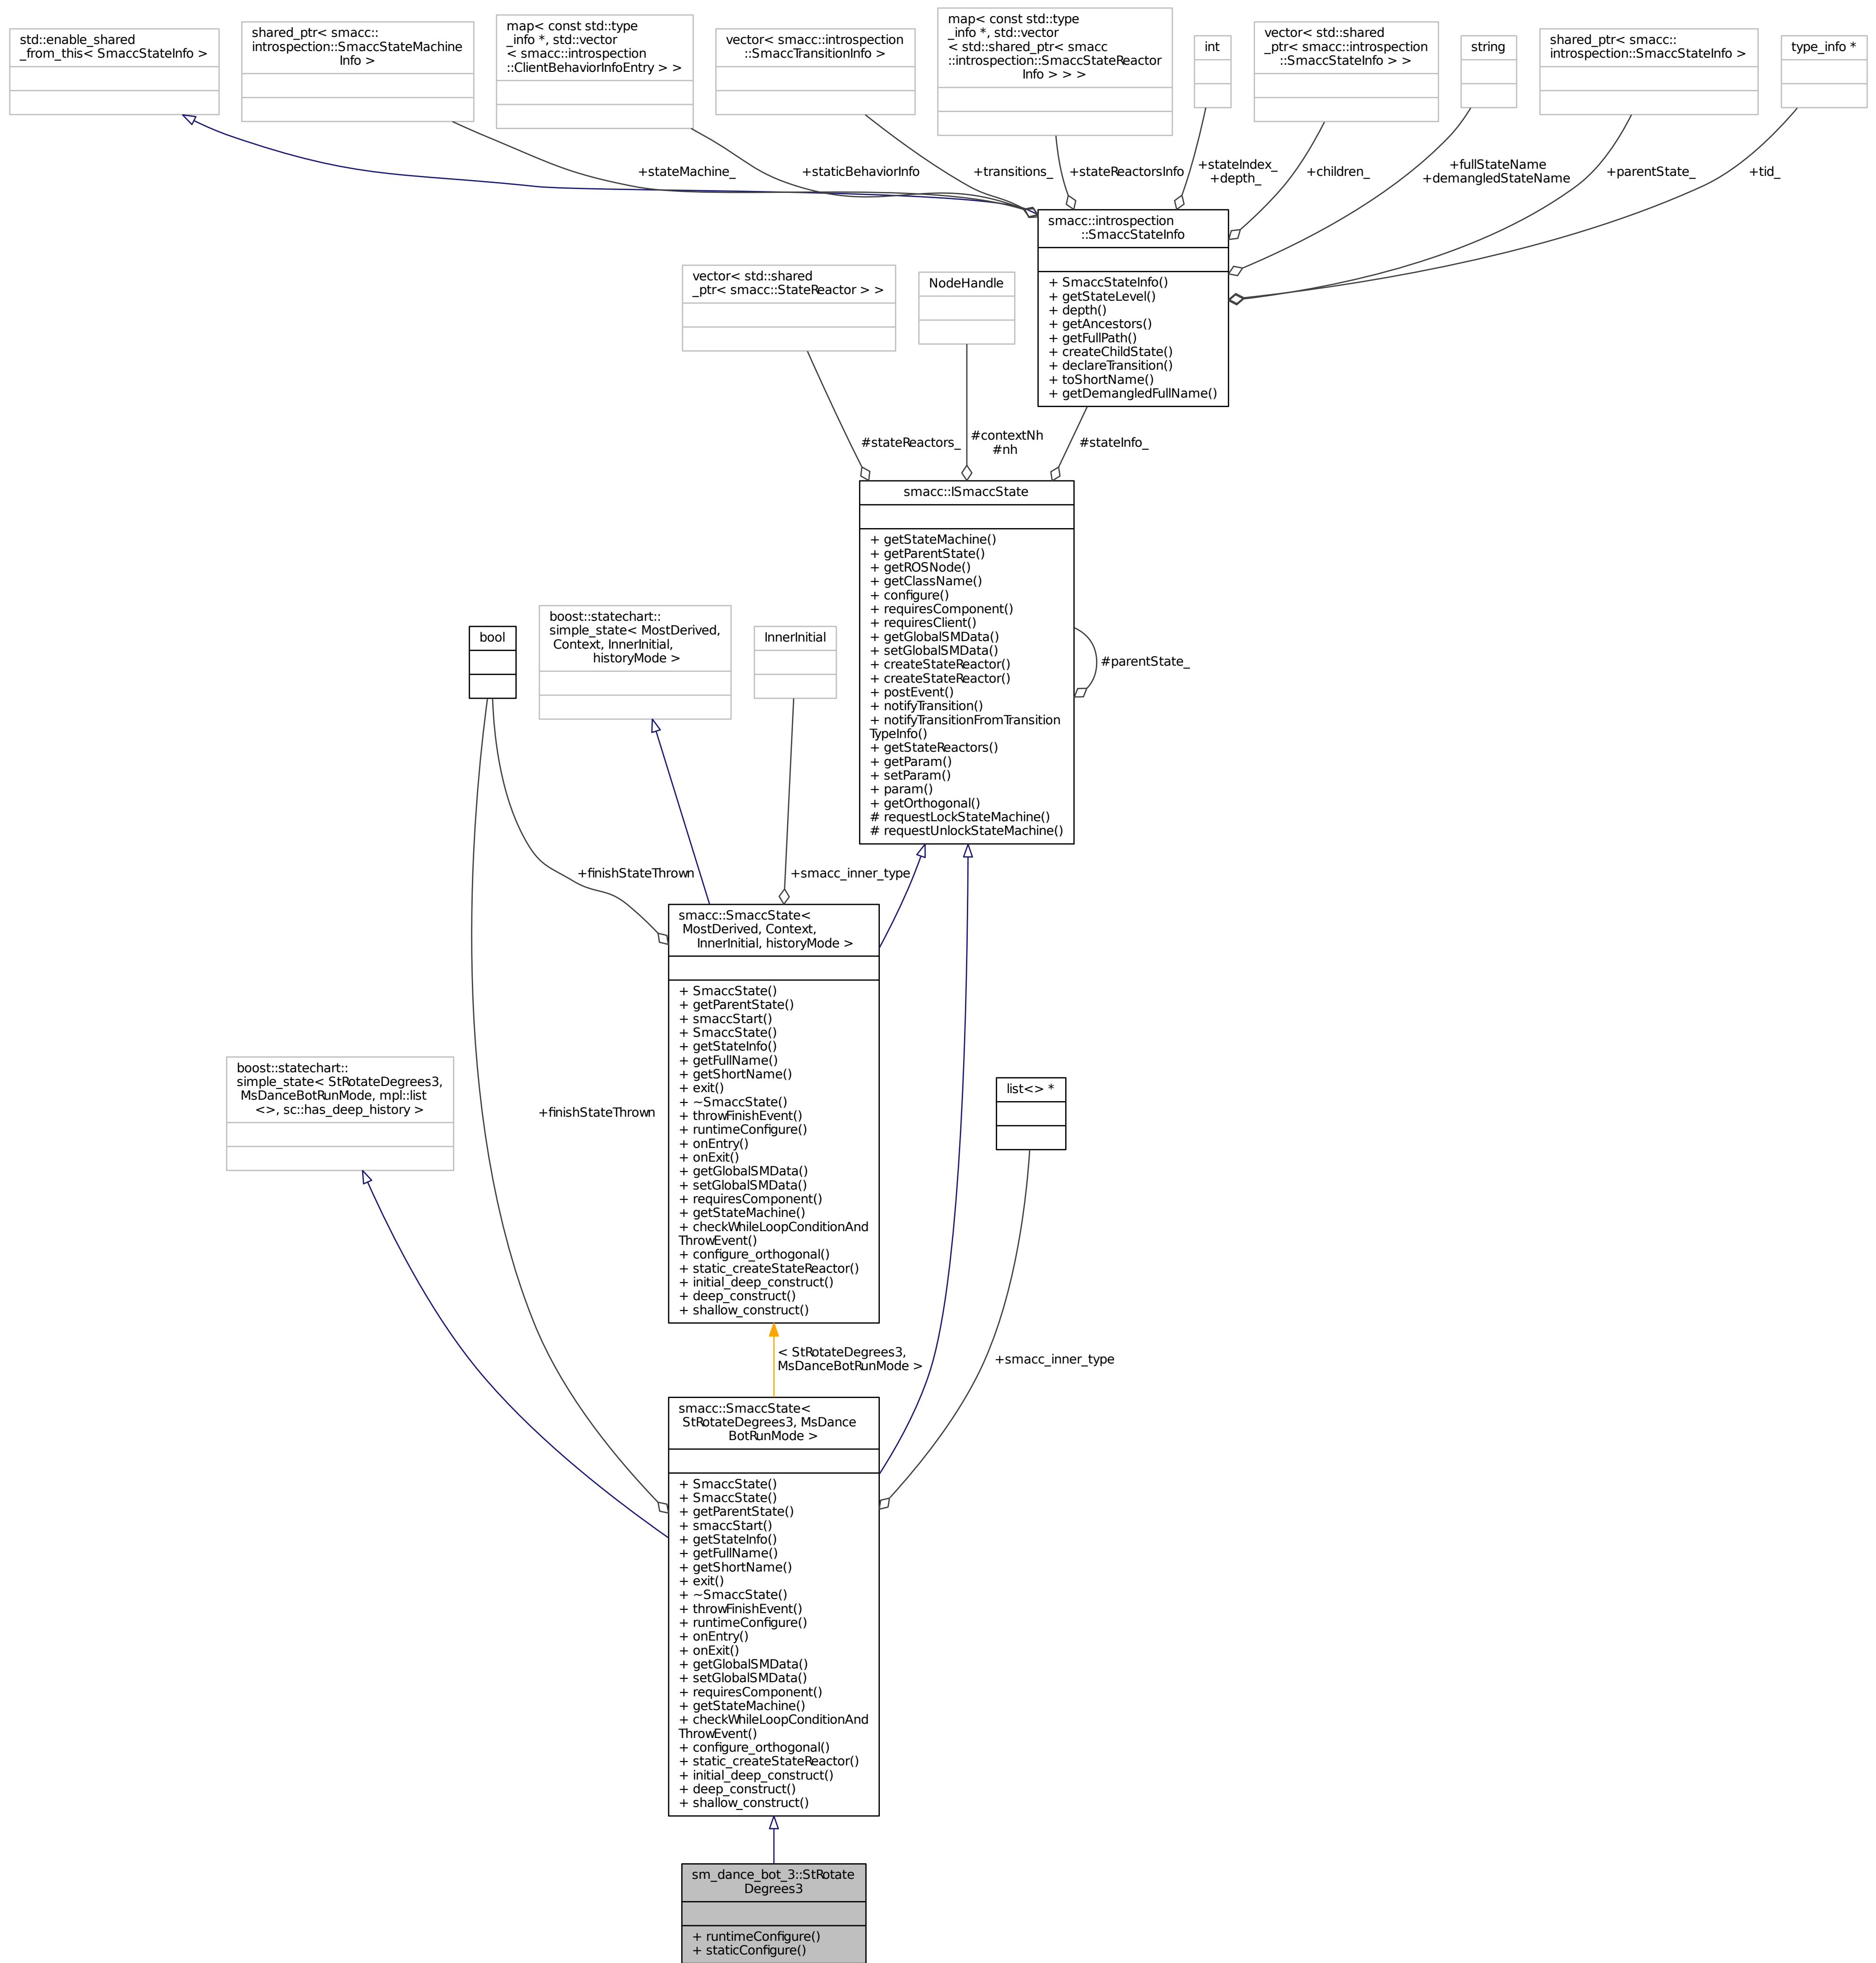 std::enable_shared
_from_this< SmaccStateInfo >
shared_ptr< smacc::
introspection::SmaccStateMachine
Info >
map< const std::type
_info *, std::vector
< smacc::introspection
::ClientBehaviorInfoEntry > >
vector< smacc::introspection
::SmaccTransitionInfo >
map< const std::type
_info *, std::vector
< std::shared_ptr< smacc
::introspection::SmaccStateReactor
Info > > >
int
vector< std::shared
_ptr< smacc::introspection
::SmaccStateInfo > >
string
shared_ptr< smacc::
introspection::SmaccStateInfo >
type_info *
+stateMachine_
+staticBehaviorInfo
+transitions_
+stateReactorsInfo
+stateIndex_
+depth_
+children_
+fullStateName
+demangledStateName
+parentState_
+tid_
smacc::introspection
::SmaccStateInfo
+ SmaccStateInfo()
+ getStateLevel()
+ depth()
+ getAncestors()
+ getFullPath()
+ createChildState()
+ declareTransition()
+ toShortName()
+ getDemangledFullName()
vector< std::shared
_ptr< smacc::StateReactor > >
NodeHandle
#stateReactors_
#contextNh
#nh
#stateInfo_
smacc::ISmaccState
+ getStateMachine()
+ getParentState()
+ getROSNode()
+ getClassName()
+ configure()
+ requiresComponent()
+ requiresClient()
+ getGlobalSMData()
+ setGlobalSMData()
+ createStateReactor()
+ createStateReactor()
+ postEvent()
+ notifyTransition()
+ notifyTransitionFromTransition
TypeInfo()
+ getStateReactors()
+ getParam()
+ setParam()
+ param()
+ getOrthogonal()
# requestLockStateMachine()
# requestUnlockStateMachine()
#parentState_
bool
boost::statechart::
simple_state< MostDerived,
Context, InnerInitial,
historyMode >
InnerInitial
+finishStateThrown
+smacc_inner_type
smacc::SmaccState<
MostDerived, Context,
InnerInitial, historyMode >
+ SmaccState()
+ getParentState()
+ smaccStart()
+ SmaccState()
+ getStateInfo()
+ getFullName()
+ getShortName()
+ exit()
+ ~SmaccState()
+ throwFinishEvent()
+ runtimeConfigure()
+ onEntry()
+ onExit()
+ getGlobalSMData()
+ setGlobalSMData()
+ requiresComponent()
+ getStateMachine()
+ checkWhileLoopConditionAnd
ThrowEvent()
+ configure_orthogonal()
+ static_createStateReactor()
+ initial_deep_construct()
+ deep_construct()
+ shallow_construct()
boost::statechart::
simple_state< StRotateDegrees3,
MsDanceBotRunMode, mpl::list
<>, sc::has_deep_history >
+finishStateThrown
list<> *
< StRotateDegrees3,
MsDanceBotRunMode >
+smacc_inner_type
smacc::SmaccState<
StRotateDegrees3, MsDance
BotRunMode >
+ SmaccState()
+ SmaccState()
+ getParentState()
+ smaccStart()
+ getStateInfo()
+ getFullName()
+ getShortName()
+ exit()
+ ~SmaccState()
+ throwFinishEvent()
+ runtimeConfigure()
+ onEntry()
+ onExit()
+ getGlobalSMData()
+ setGlobalSMData()
+ requiresComponent()
+ getStateMachine()
+ checkWhileLoopConditionAnd
ThrowEvent()
+ configure_orthogonal()
+ static_createStateReactor()
+ initial_deep_construct()
+ deep_construct()
+ shallow_construct()
sm_dance_bot_3::StRotate
Degrees3
+ runtimeConfigure()
+ staticConfigure()